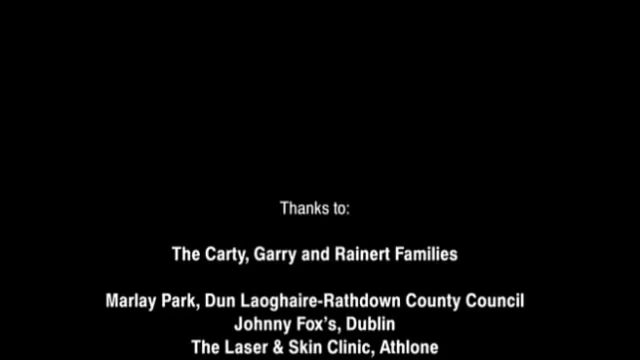 Thanks to:
The Carty, Garry and Rainert Families
Marlay Park, Dun Laoghaire-Rathdown County Council
Johnny Fox's, Dublin
The Laser & Skin Clinic, Athlone